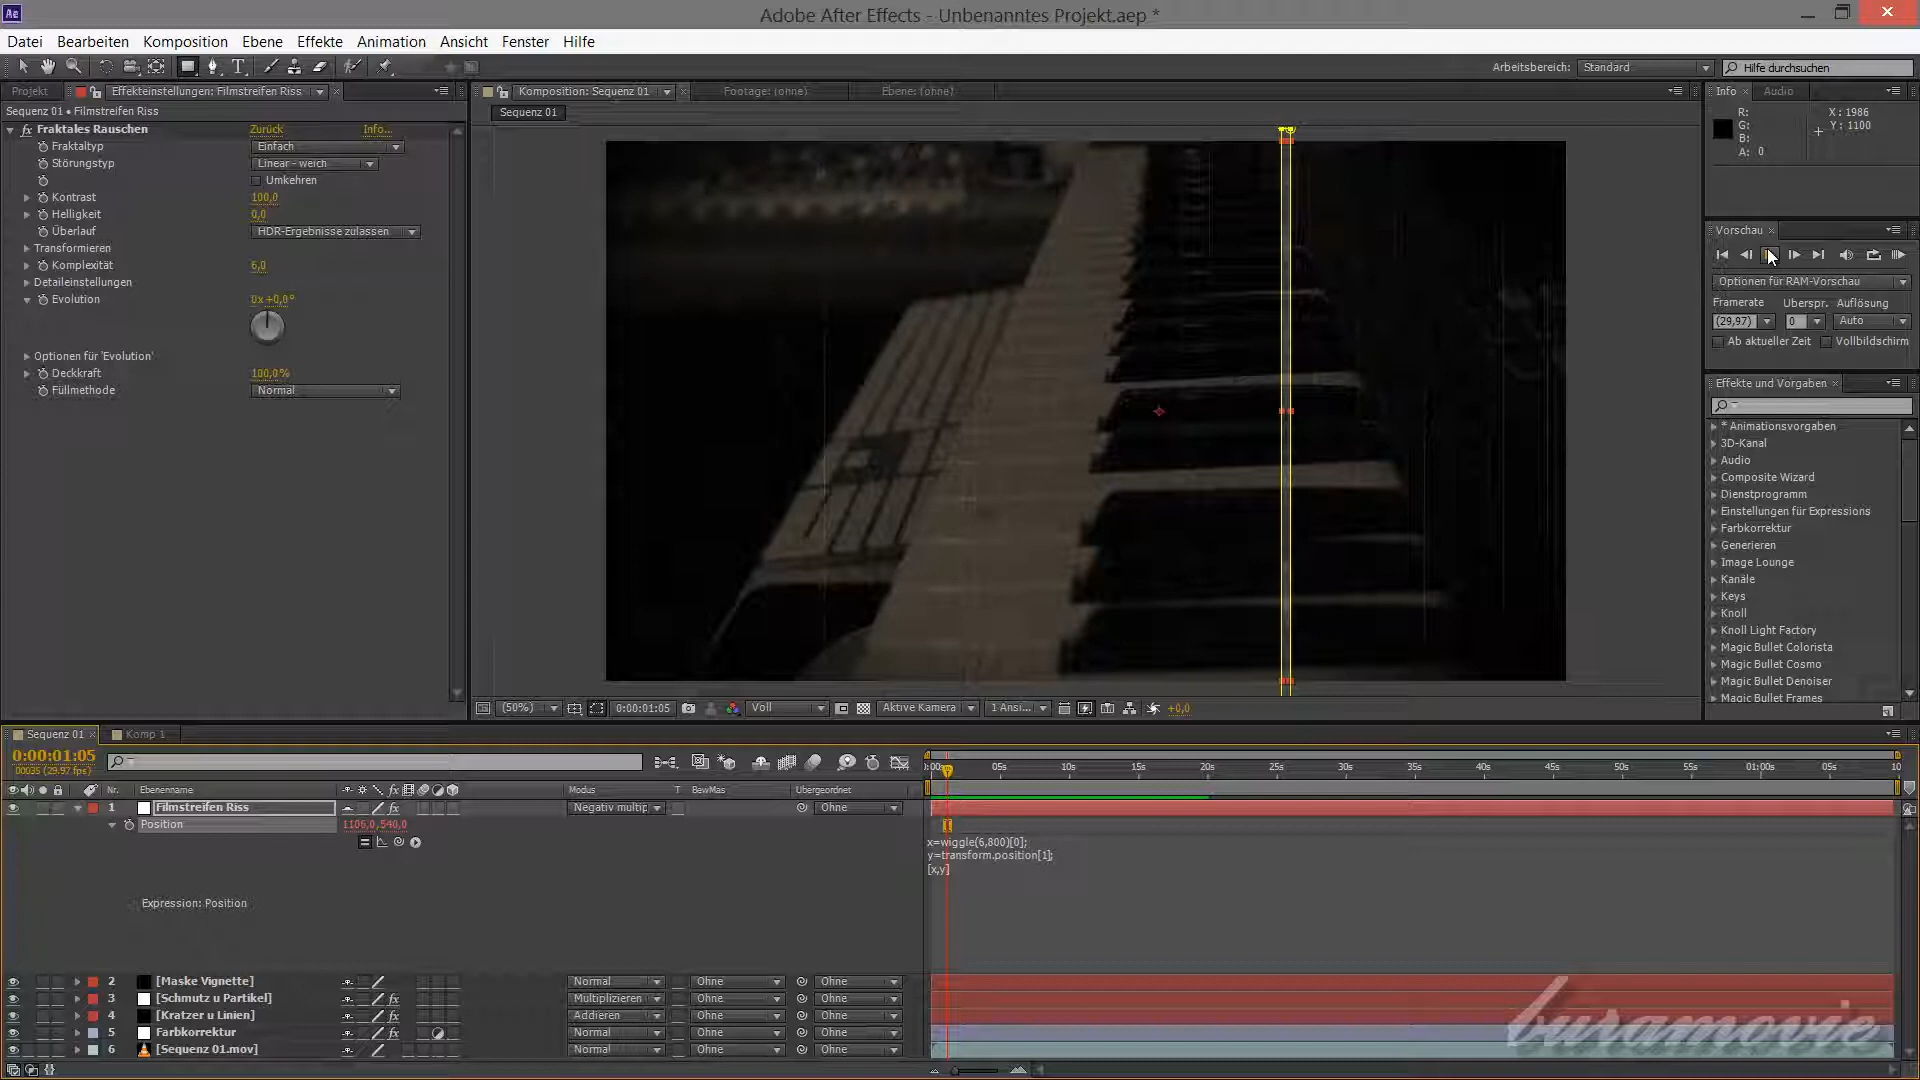 Adobe After Effects - Unbenanntes Projekt.aep *
Datei Bearbeiten Komposition Ebene Effekte Animation Ansicht Fenster Hilfe
Arbeitsbereich: Standard Hilfe durchsuchen
Projekt Effekteinstellungen: Filmstreifen Riss
Komposition: Sequenz 01 Footage: (ohne) Ebene: (ohne)
Info Audio
Sequenz 01 • Filmstreifen Riss
Sequenz 01
R: X : 1986
G: Y : 1100
B:
A: 0
Fraktales Rauschen Zurück Info...
Fraktaltyp Einfach
Störungstyp Linear - weich
Umkehren
Kontrast 100,0
Helligkeit 0,0
Überlauf HDR-Ergebnisse zulassen
Transformieren
Komplexität 6,0
Detaileinstellungen
Evolution 0x +0,0°
Optionen für 'Evolution'
Deckkraft 100,0%
Füllmethode Normal
Vorschau
Optionen für RAM-Vorschau
Framerate Überspr. Auflösung
(29,97) 0 Auto
Ab aktueller Zeit Vollbildschirm
Effekte und Vorgaben
* Animationsvorgaben
3D-Kanal
Audio
Composite Wizard
Dienstprogramm
Einstellungen für Expressions
Farbkorrektur
Generieren
Image Lounge
Kanäle
Keys
Knoll
Knoll Light Factory
Magic Bullet Colorista
Magic Bullet Cosmo
Magic Bullet Denoiser
Magic Bullet Frames
(50%) 0:00:01:05 Voll Aktive Kamera 1 Ansi... +0,0
Sequenz 01 Komp 1
0:00:01:05
00035 (29.97 fps)
0:00s 05s 10s 15s 20s 25s 30s 35s 40s 45s 50s 55s 01:00s 05s 10
Nr. Ebenenname Modus T BewMas Übergeordnet
1 Filmstreifen Riss Negativ multip Ohne
Position 1106,0,540,0
x=wiggle(6,800)[0];
y=transform.position[1];
[x,y]
Expression: Position
2 [Maske Vignette] Normal Ohne Ohne
3 [Schmutz u Partikel] Multiplizieren Ohne Ohne
4 [Kratzer u Linien] Addieren Ohne Ohne
5 Farbkorrektur Normal Ohne Ohne
6 [Sequenz 01.mov] Normal Ohne Ohne
buramovie